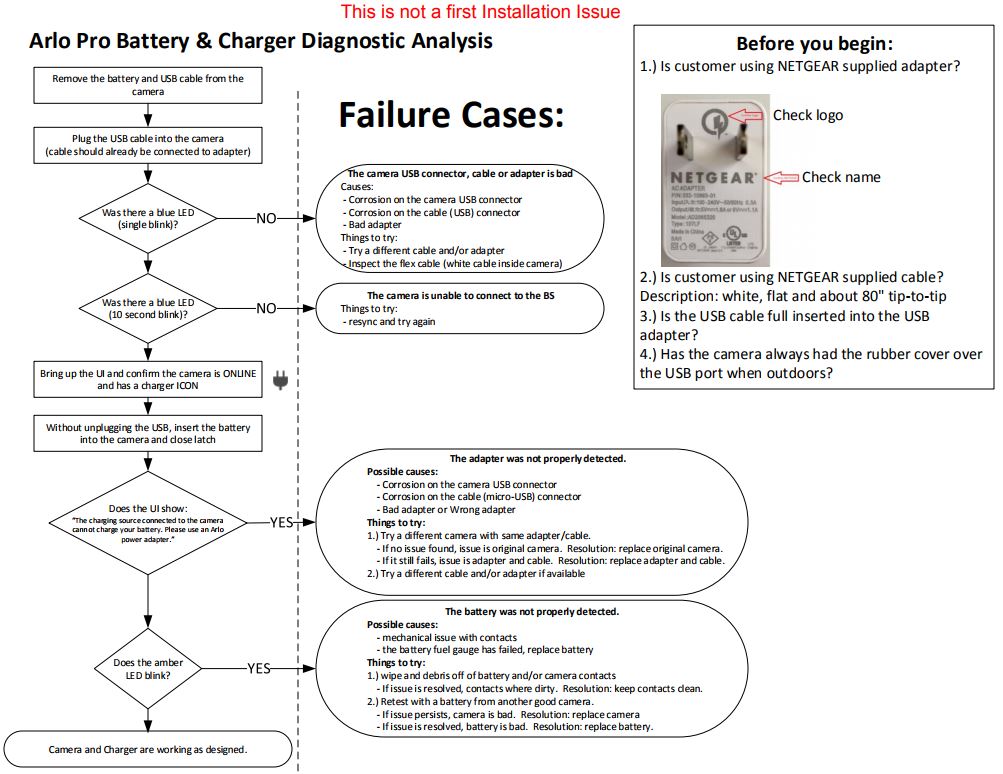 This is not a first Installation Issue
Arlo Pro Battery & Charger Diagnostic Analysis
Remove the battery and USB cable from the
camera
Plug the USB cable into the camera
(cable should already be connected to adapter)
Was there a blue LED
(single blink)?
NO
Was there a blue LED
(10 second blink)?
NO
Bring up the UI and confirm the camera is ONLINE
and has a charger ICON
Without unplugging the USB, insert the battery
into the camera and close latch
Does the UI show:
"The charging source connected to the camera
cannot charge your battery. Please use an Arlo
power adapter."
YES
Does the amber
LED blink?
YES
Camera and Charger are working as designed.
Failure Cases:
The camera USB connector, cable or adapter is bad
Causes:
- Corrosion on the camera USB connector
- Corrosion on the cable (USB) connector
- Bad adapter
Things to try:
- Try a different cable and/or adapter
- Inspect the flex cable (white cable inside camera)
The camera is unable to connect to the BS
Things to try:
- resync and try again
The adapter was not properly detected.
Possible causes:
- Corrosion on the camera USB connector
- Corrosion on the cable (micro-USB) connector
- Bad adapter or Wrong adapter
Things to try:
1.) Try a different camera with same adapter/cable.
- If no issue found, issue is original camera. Resolution: replace original camera.
- If it still fails, issue is adapter and cable. Resolution: replace adapter and cable.
2.) Try a different cable and/or adapter if available
The battery was not properly detected.
Possible causes:
- mechanical issue with contacts
- the battery fuel gauge has failed, replace battery
Things to try:
1.) wipe and debris off of battery and/or camera contacts
- If issue is resolved, contacts where dirty. Resolution: keep contacts clean.
2.) Retest with a battery from another good camera.
- If issue persists, camera is bad. Resolution: replace camera
- If issue is resolved, battery is bad. Resolution: replace battery.
Before you begin:
1.) Is customer using NETGEAR supplied adapter?
Check logo
NETGEAR
Check name
AC ADAPTER
Made in China
LISTED
2.) Is customer using NETGEAR supplied cable?
Description: white, flat and about 80" tip-to-tip
3.) Is the USB cable full inserted into the USB
adapter?
4.) Has the camera always had the rubber cover over
the USB port when outdoors?